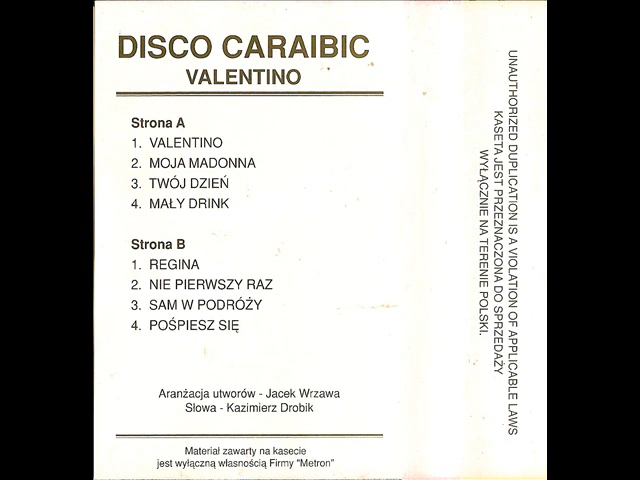 DISCO CARAIBIC
VALENTINO
Strona A
1. VALENTINO
2. MOJA MADONNA
3. TWÓJ DZIEŃ
4. MAŁY DRINK
Strona B
1. REGINA
2. NIE PIERWSZY RAZ
3. SAM W PODRÓŻY
4. POŚPIESZ SIĘ
Aranżacja utworów - Jacek Wrzawa
Slowa - Kazimierz Drobik
Materiał zawarty na kasecie
jest wyłączną własnością Firmy "Metron"
UNAUTHORIZED DUPLICATION IS A VIOLATION OF APPLICABLE LAWS
KASETA JEST PRZEZNACZONA DO SPRZEDAŻY
WYŁĄCZNIE NA TERENIE POLSKI.